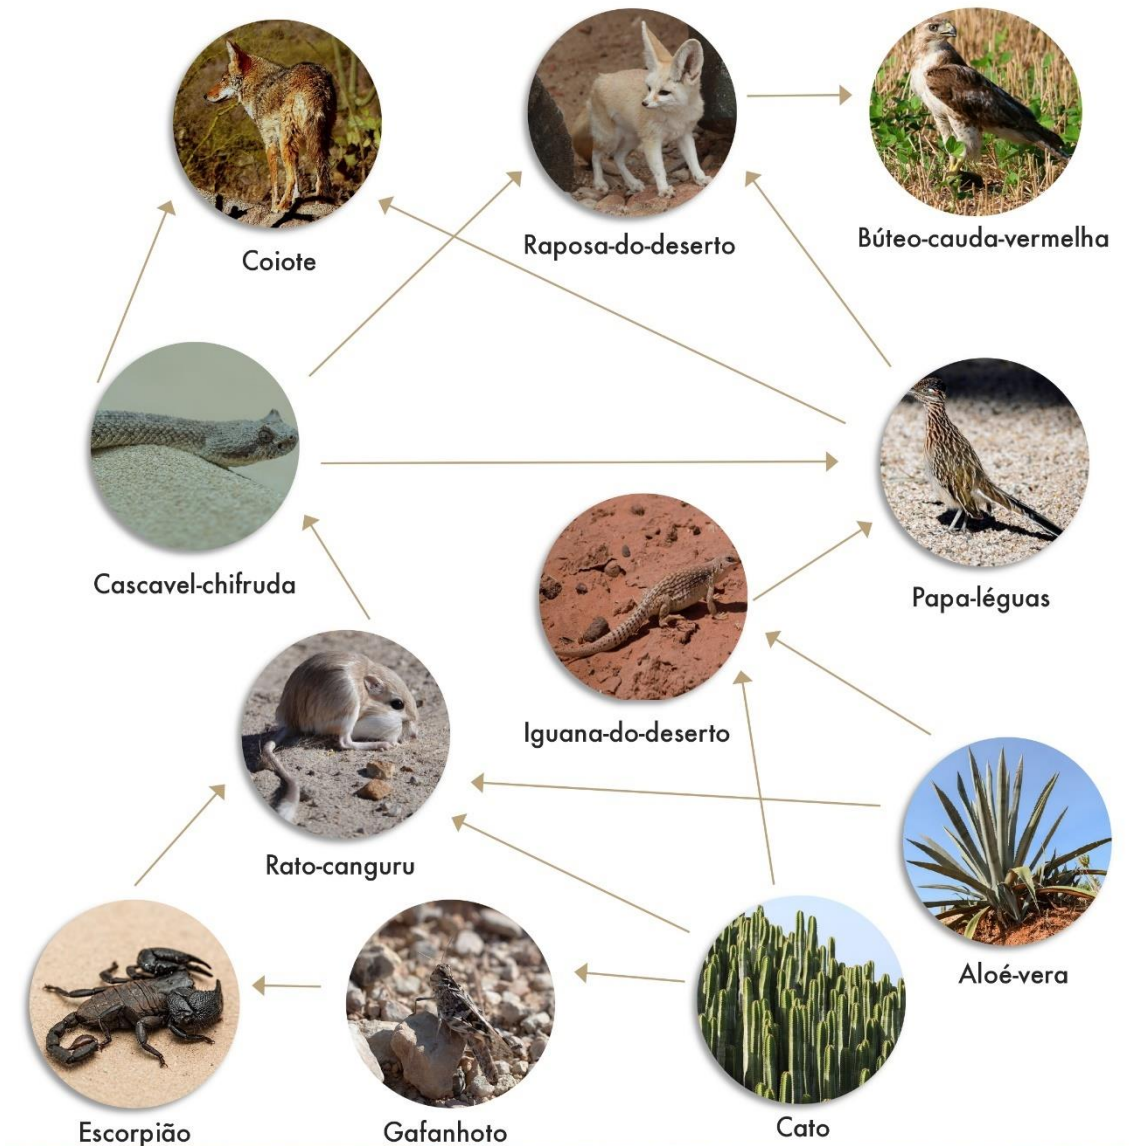 Coiote
Raposa-do-deserto
Búteo-cauda-vermelha
Cascavel-chifruda
Papa-léguas
Iguana-do-deserto
Rato-canguru
Aloé-vera
Escorpião
Gafanhoto
Cato